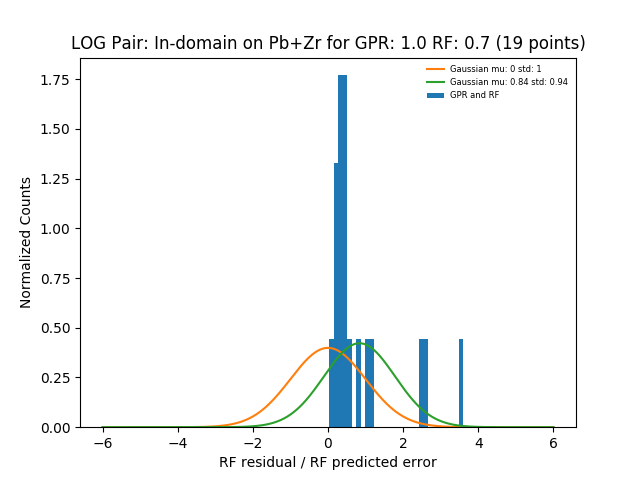 LOG Pair: In-domain on Pb+Zr for GPR: 1.0 RF: 0.7 (19 points)
Gaussian mu: 0 std: 1
Gaussian mu: 0.84 std: 0.94
GPR and RF
Normalized Counts
1.75
1.50
1.25
1.00
0.75
0.50
0.25
0.00
−6 −4 −2 0 2 4 6
RF residual / RF predicted error